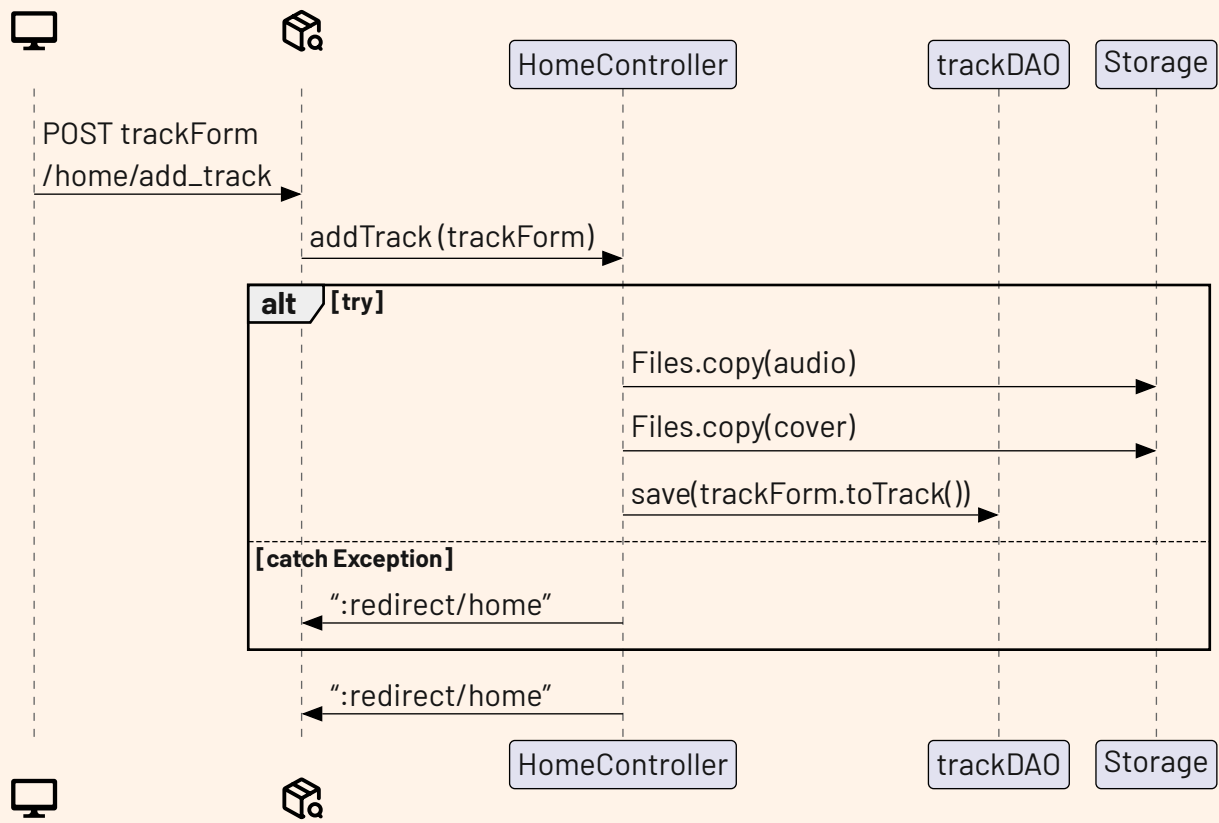 HomeController
trackDAO
Storage
POST trackForm
/home/add_track
addTrack (trackForm)
alt
[try]
Files.copy(audio)
Files.copy(cover)
save(trackForm.toTrack())
[catch Exception]
“:redirect/home”
“:redirect/home”
HomeController
trackDAO
Storage